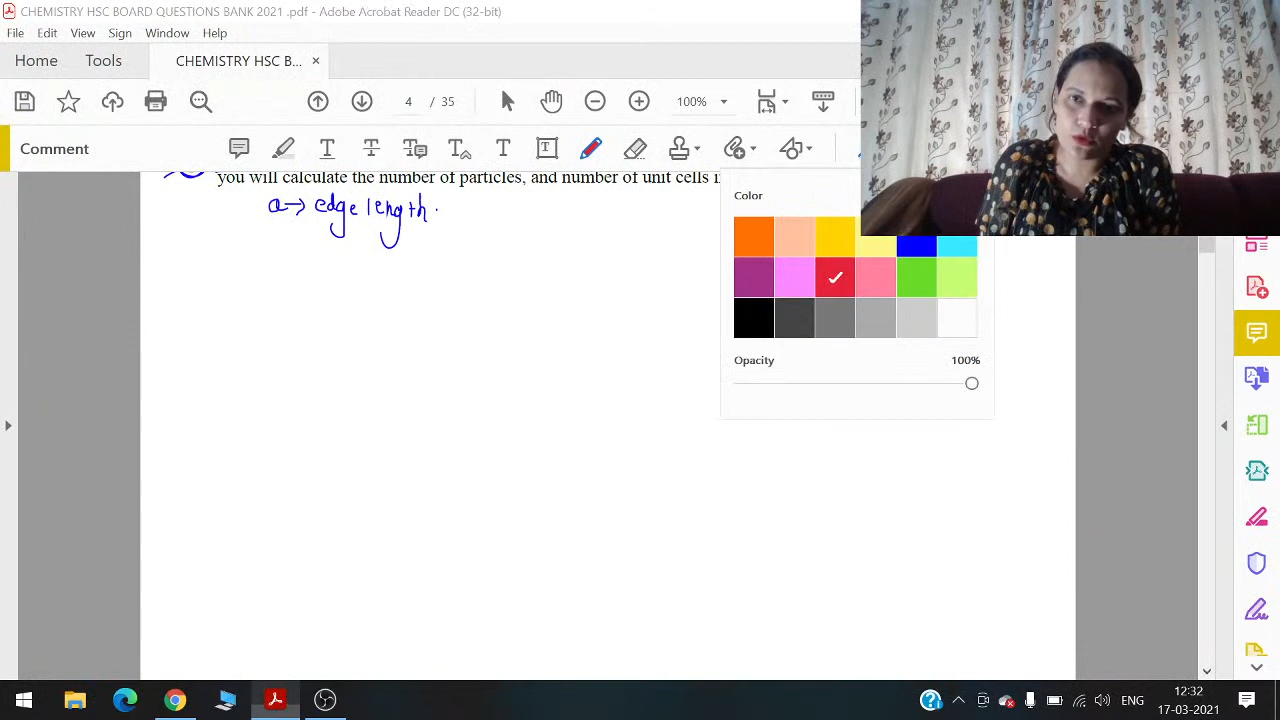 CHEMISTRY HSC BOARD QUESTIONS BANK 2021 .pdf - Adobe Acrobat Reader DC (32-bit)
File Edit View Sign Window Help
Home Tools CHEMISTRY HSC B... ×
4 / 35 100%
Comment
you will calculate the number of particles, and number of unit cells
a → edge length.
Color
Opacity 100%
ENG 12:32
17-03-2021